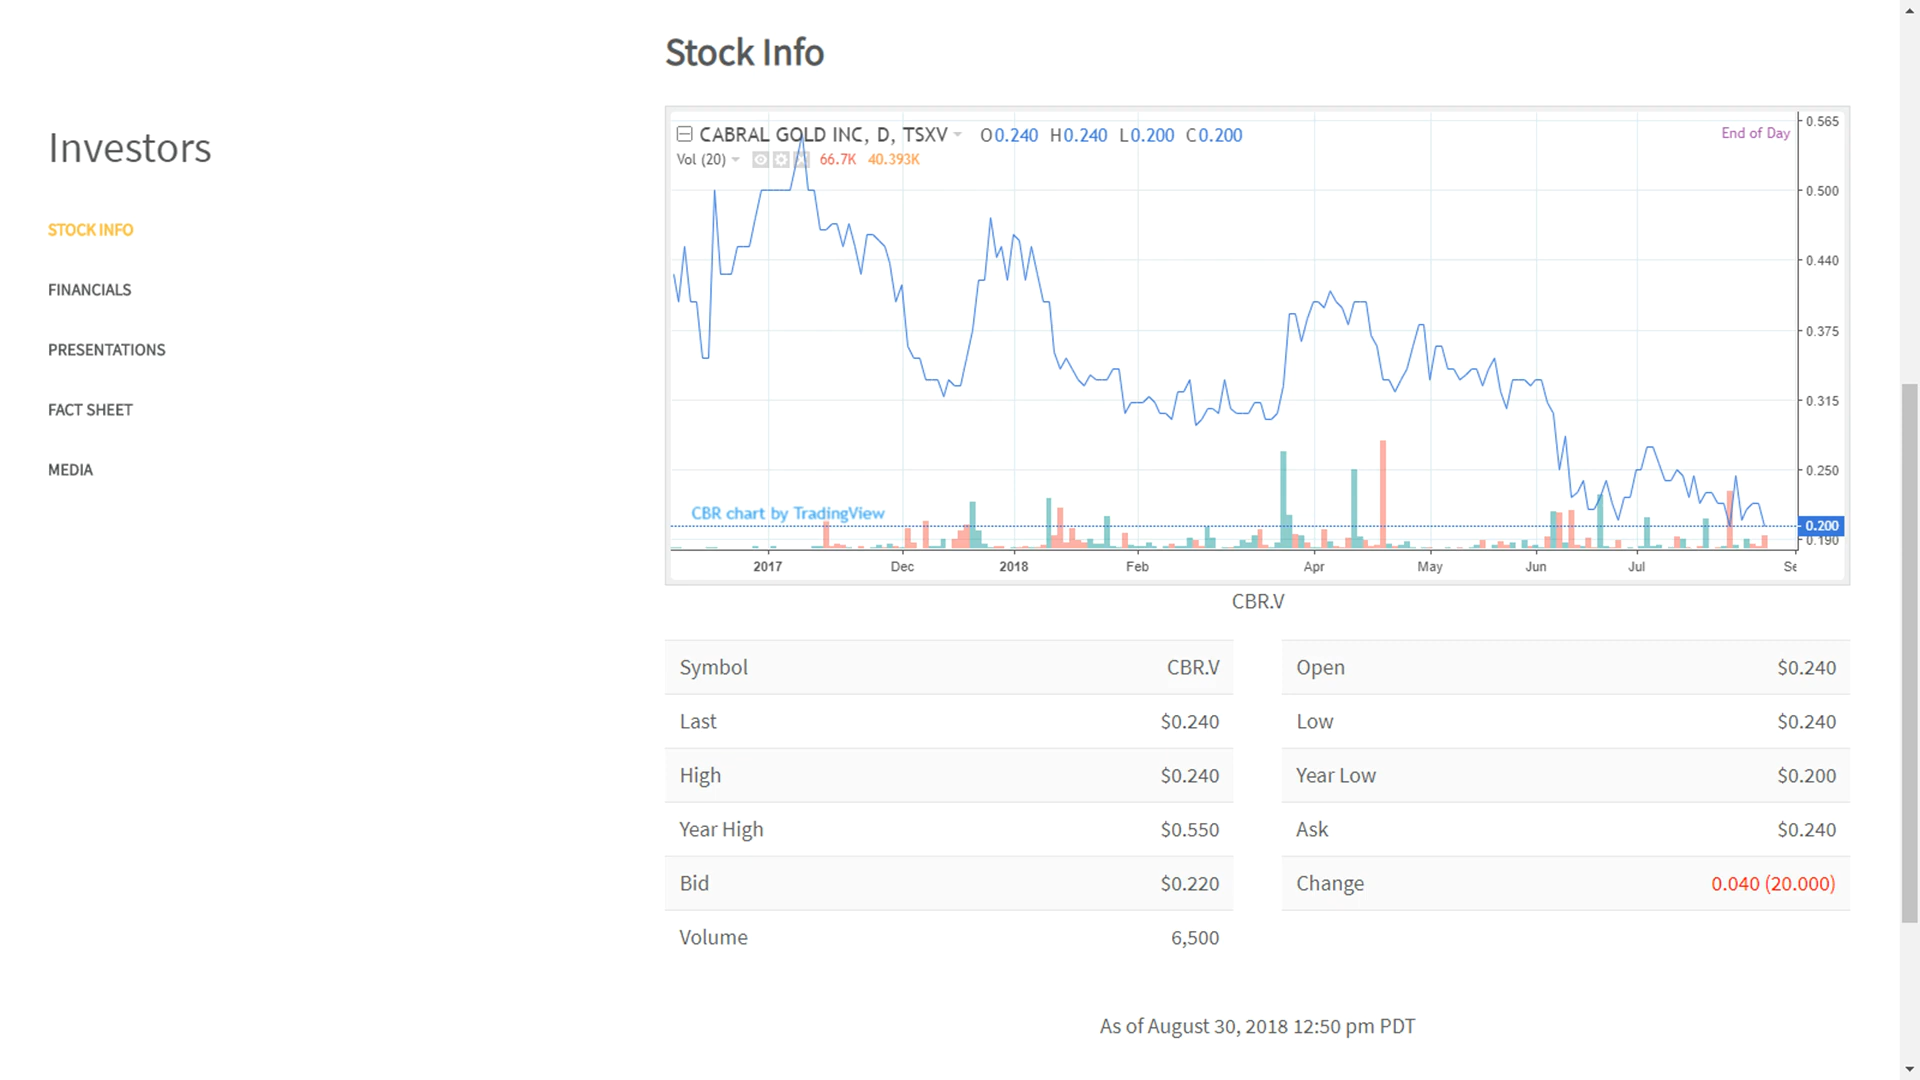 Stock Info
Investors
STOCK INFO
FINANCIALS
PRESENTATIONS
FACT SHEET
MEDIA
CABRAL GOLD INC, D, TSXV O0.240 H0.240 L0.200 C0.200
End of Day
Vol (20) 66.7K 40.393K
0.565
0.500
0.440
0.375
0.315
0.250
0.200
0.190
CBR chart by TradingView
2017 Dec 2018 Feb Apr May Jun Jul Se
CBR.V
Symbol CBR.V
Open $0.240
Last $0.240
Low $0.240
High $0.240
Year Low $0.200
Year High $0.550
Ask $0.240
Bid $0.220
Change 0.040 (20.000)
Volume 6,500
As of August 30, 2018 12:50 pm PDT